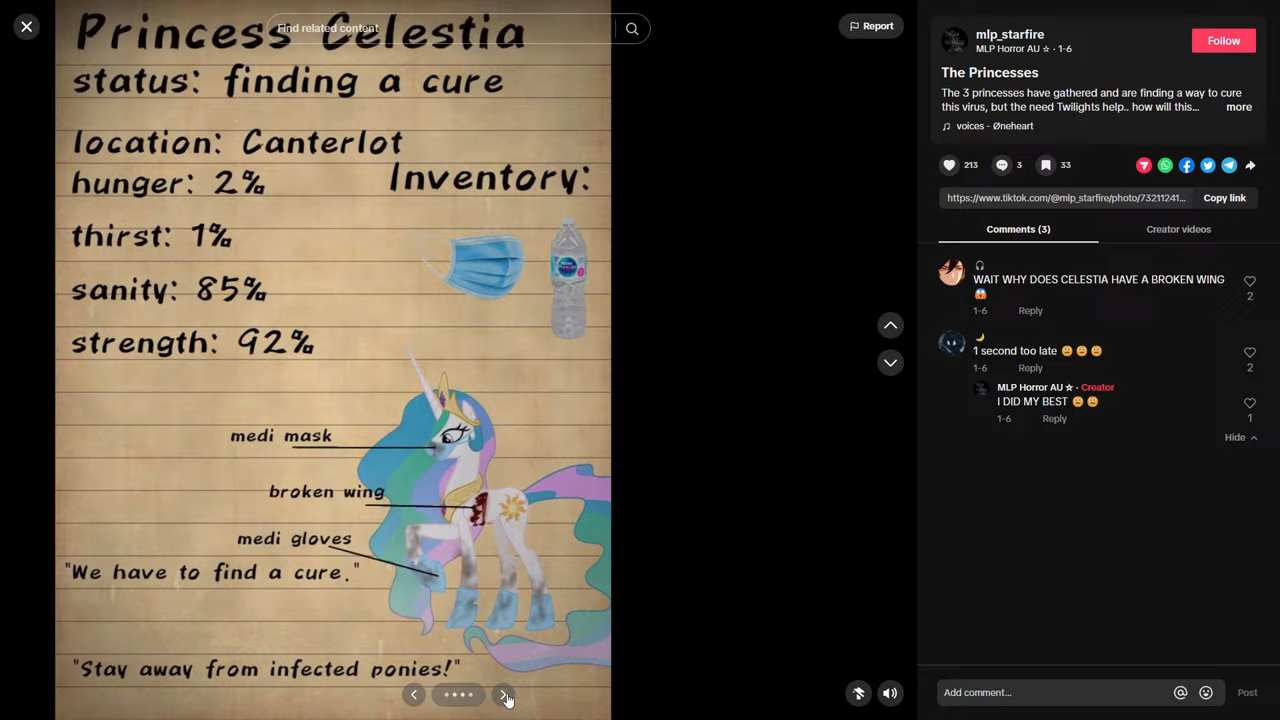 Princess Celestia
Find related content
status: finding a cure
location: Canterlot
hunger: 2%
Inventory:
thirst: 1%
sanity: 85%
strength: 92%
medi mask
broken wing
medi gloves
"We have to find a cure."
"Stay away from infected ponies!"
Report
mlp_starfire
MLP Horror AU ☆ · 1-6
Follow
The Princesses
The 3 princesses have gathered and are finding a way to cure
this virus, but the need Twilights help.. how will this... more
voices - Øneheart
213
3
33
https://www.tiktok.com/@mlp_starfire/photo/73211241...
Copy link
Comments (3)
Creator videos
🎧
WAIT WHY DOES CELESTIA HAVE A BROKEN WING
😱
2
1-6
Reply
🌙
1 second too late 😩😩😩
2
1-6
Reply
MLP Horror AU ☆ · Creator
I DID MY BEST 😩😩
1
1-6
Reply
Hide
Add comment...
Post